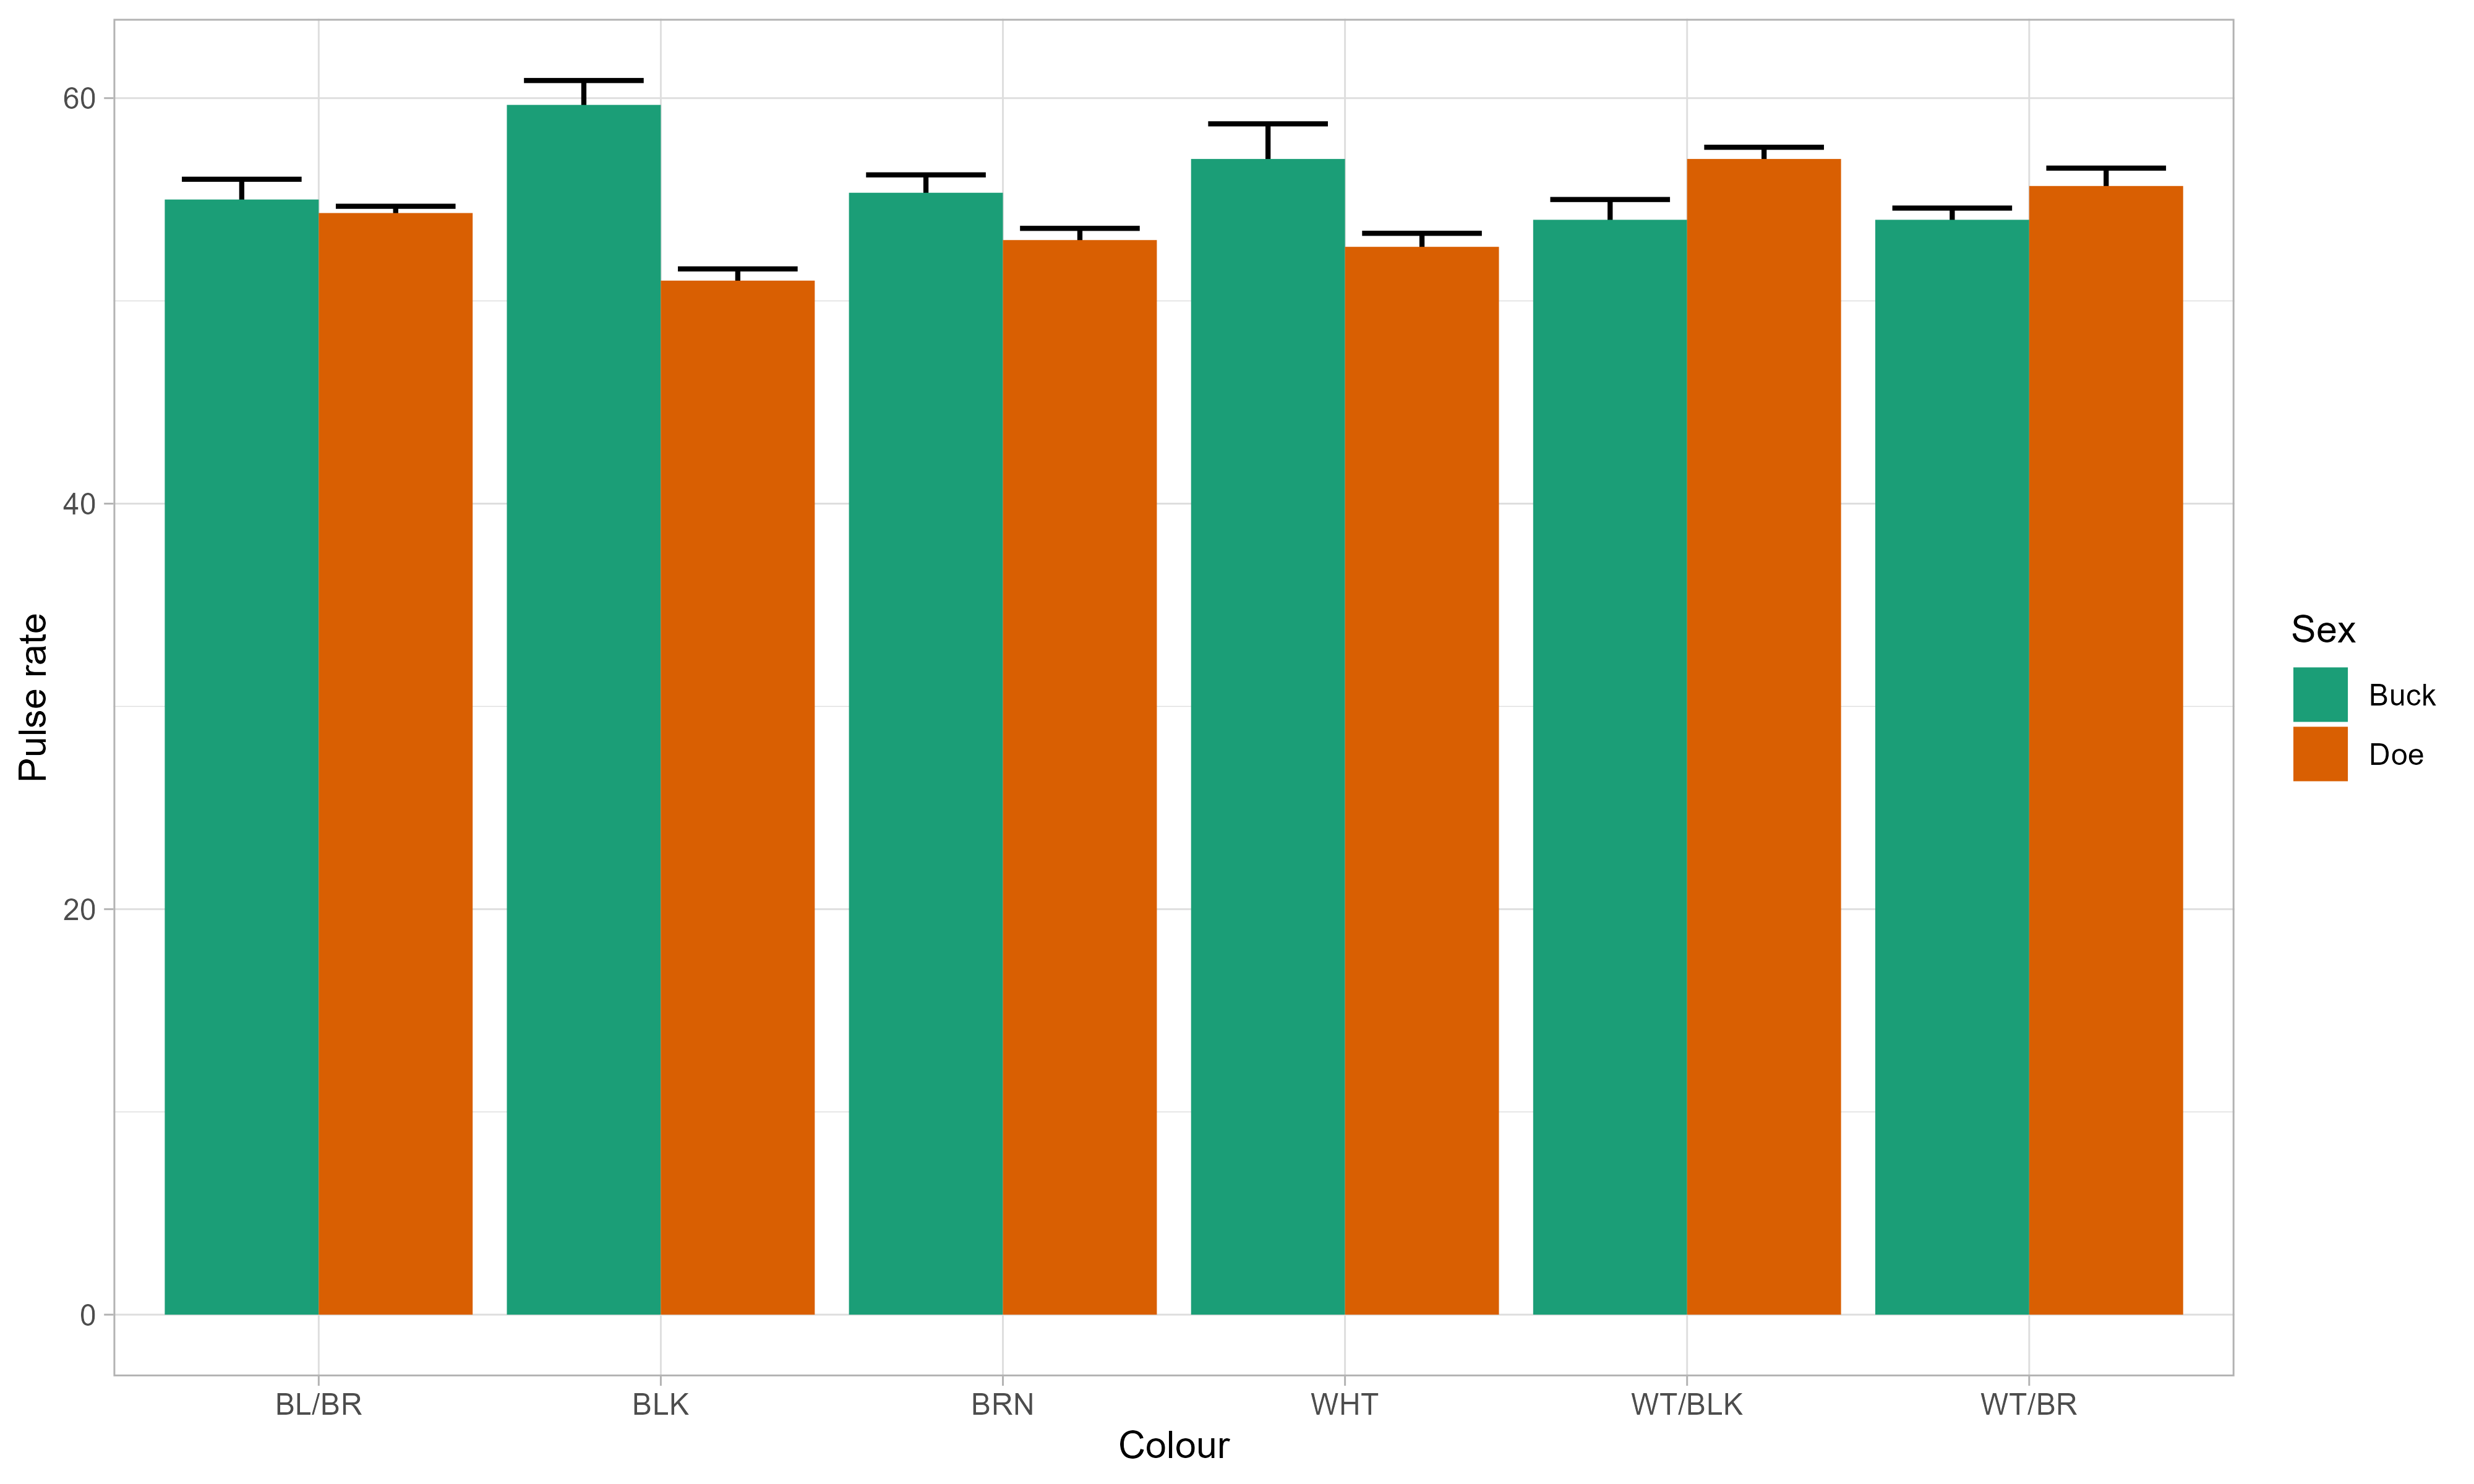 60
40
20
0
Pulse rate
BL/BR BLK BRN WHT WT/BLK WT/BR
Colour
Sex
Buck
Doe